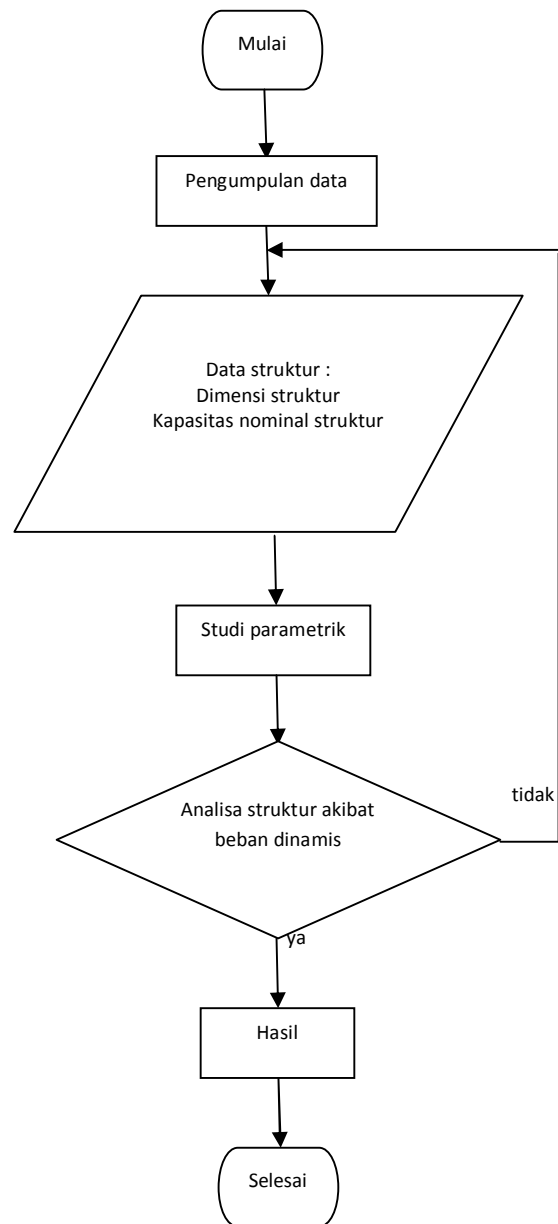 Mulai
Pengumpulan data
Data struktur :
Dimensi struktur
Kapasitas nominal struktur
Studi parametrik
Analisa struktur akibat
beban dinamis
tidak
ya
Hasil
Selesai